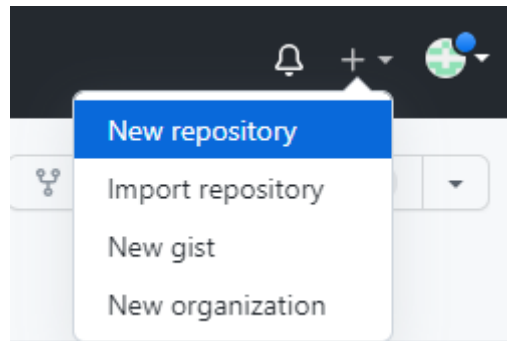 New repository
Import repository
New gist
New organization